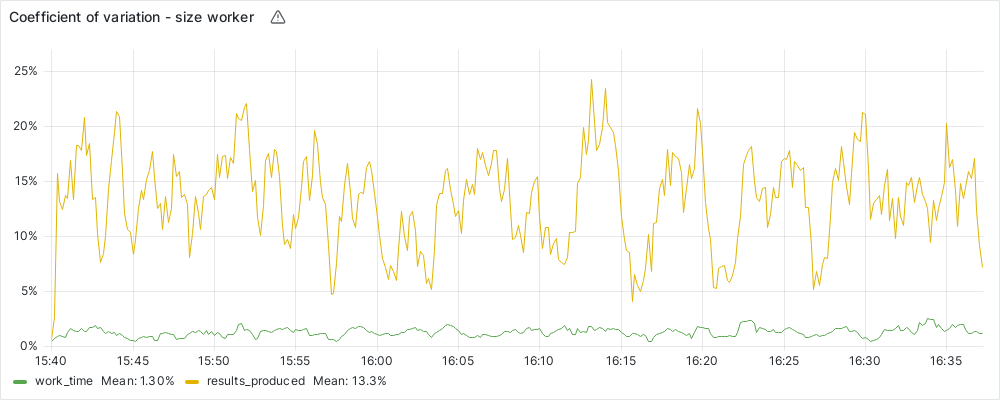 Coefficient of variation - size worker
25%
20%
15%
10%
5%
0%
15:40 15:45 15:50 15:55 16:00 16:05 16:10 16:15 16:20 16:25 16:30 16:35
work_time Mean: 1.30% results_produced Mean: 13.3%